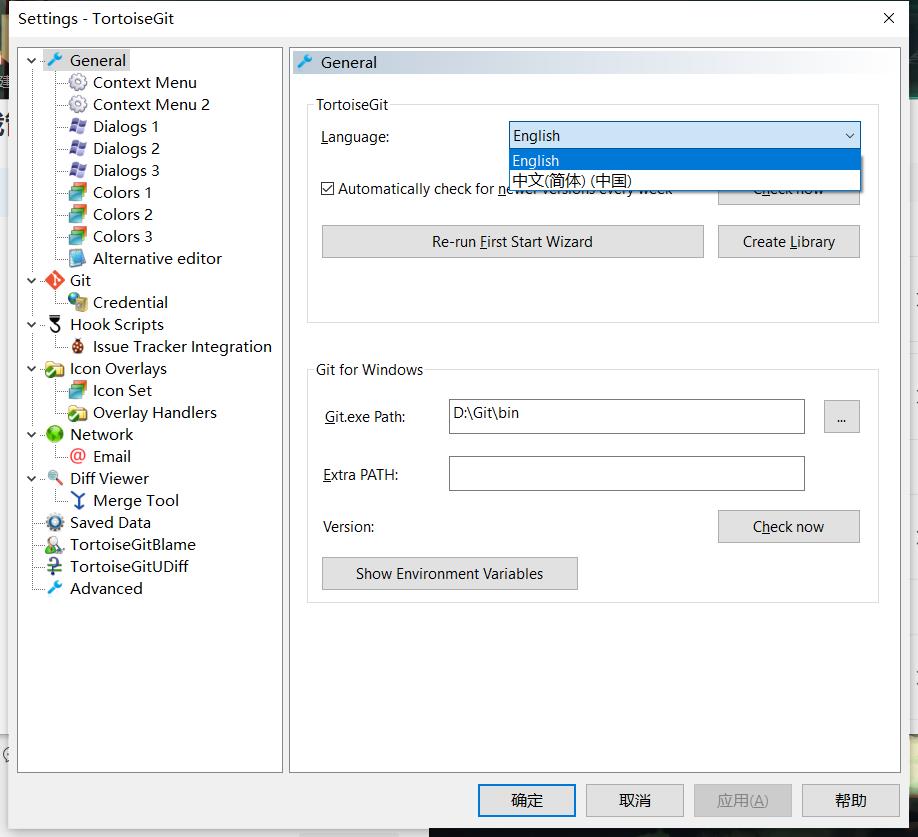 Settings - TortoiseGit
General
Context Menu
Context Menu 2
Dialogs 1
Dialogs 2
Dialogs 3
Colors 1
Colors 2
Colors 3
Alternative editor
Git
Credential
Hook Scripts
Issue Tracker Integration
Icon Overlays
Icon Set
Overlay Handlers
Network
Email
Diff Viewer
Merge Tool
Saved Data
TortoiseGitBlame
TortoiseGitUDiff
Advanced
General
TortoiseGit
Language:
English
English
中文(简体) (中国)
Automatically check for newer versions every week
Check now
Re-run First Start Wizard
Create Library
Git for Windows
Git.exe Path:
D:\Git\bin
...
Extra PATH:
Version:
Check now
Show Environment Variables
确定
取消
应用(A)
帮助